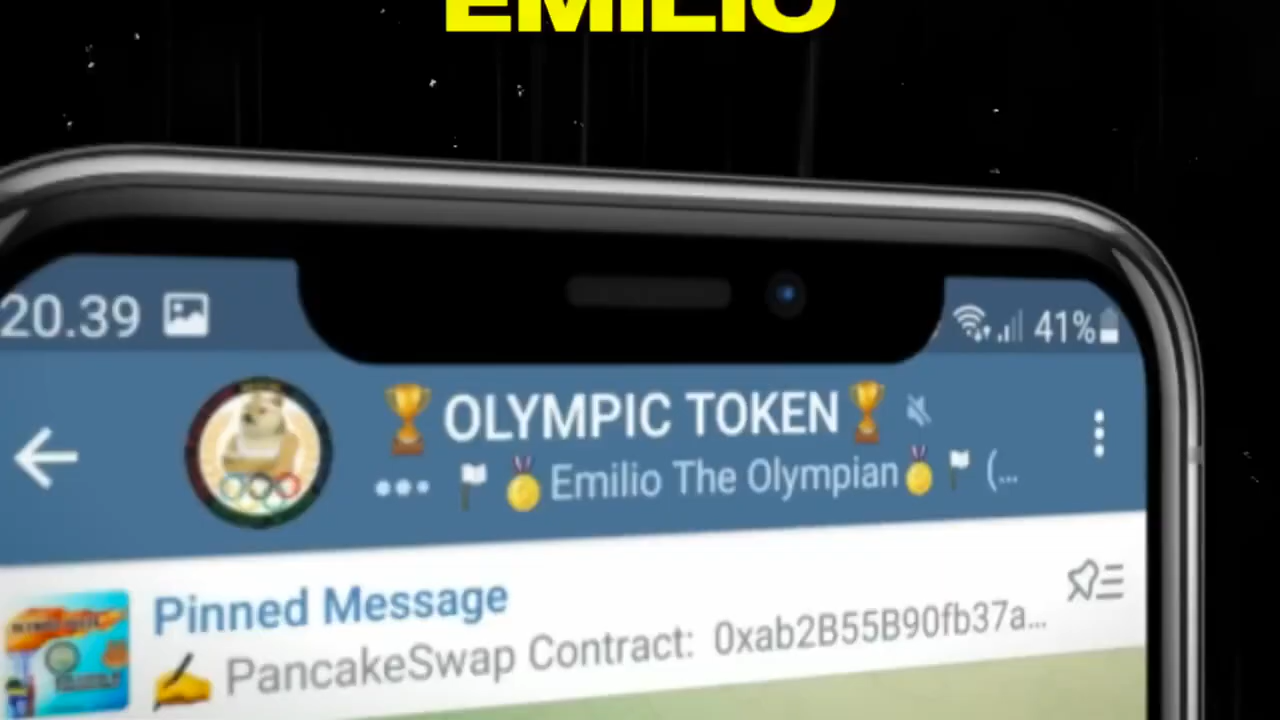 EMILIO
20.39
41%
🏆 OLYMPIC TOKEN 🏆
... 🏳 🏅 Emilio The Olympian 🏅 🏳 (...
Pinned Message
✍ PancakeSwap Contract: 0xab2B55B90fb37a...